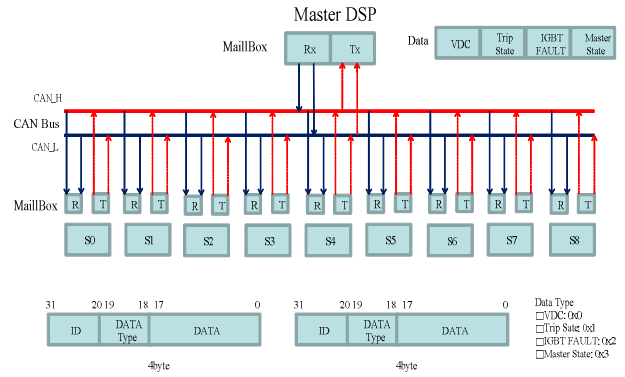 Master DSP
MaillBox
Rx
Tx
Data
VDC
Trip
State
IGBT
FAULT
Master
State
CAN_H
CAN Bus
CAN_L
MaillBox
R T R T R T R T R T R T R T R T R T
S0 S1 S2 S3 S4 S5 S6 S7 S8
31 20 19 18 17 0
ID
DATA
Type
DATA
4byte
31 20 19 18 17 0
ID
DATA
Type
DATA
4byte
Data Type
□VDC: 0x0
□Trip Sate: 0x1
□IGBT FAULT: 0x2
□Master State: 0x3